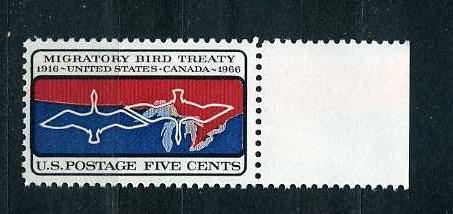 MIGRATORY BIRD TREATY
1916~UNITED STATES·CANADA~1966
U.S. POSTAGE FIVE CENTS